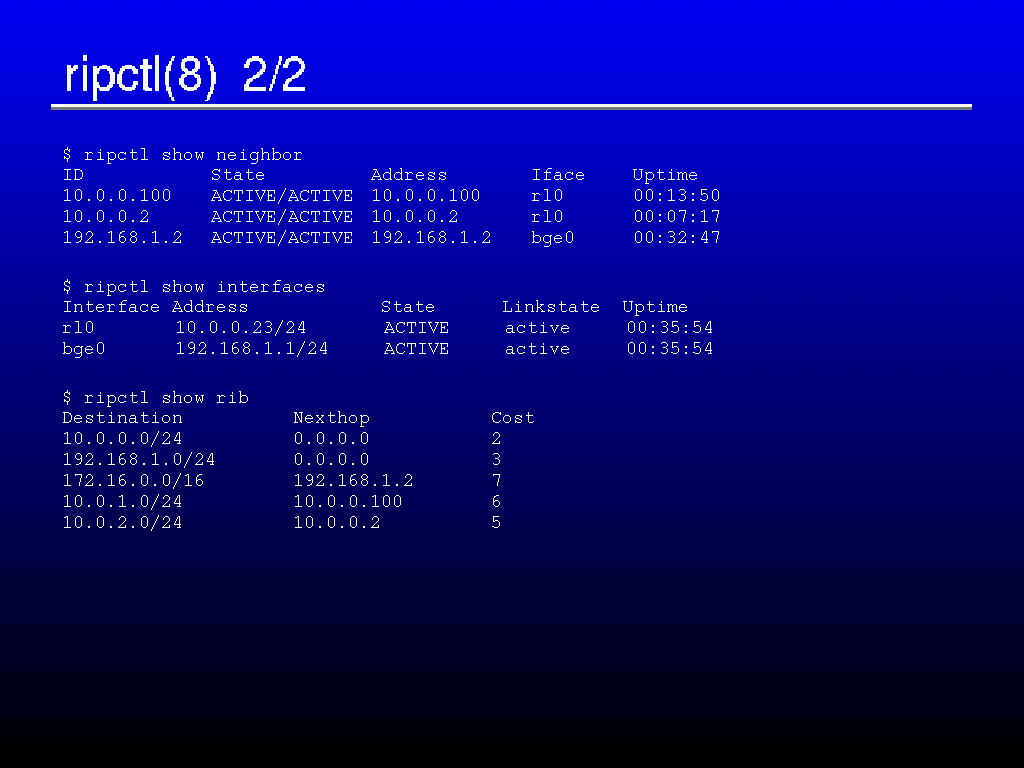 ripctl(8) 2/2
$ ripctl show neighbor
ID State Address Iface Uptime
10.0.0.100 ACTIVE/ACTIVE 10.0.0.100 rl0 00:13:50
10.0.0.2 ACTIVE/ACTIVE 10.0.0.2 rl0 00:07:17
192.168.1.2 ACTIVE/ACTIVE 192.168.1.2 bge0 00:32:47
$ ripctl show interfaces
Interface Address State Linkstate Uptime
rl0 10.0.0.23/24 ACTIVE active 00:35:54
bge0 192.168.1.1/24 ACTIVE active 00:35:54
$ ripctl show rib
Destination Nexthop Cost
10.0.0.0/24 0.0.0.0 2
192.168.1.0/24 0.0.0.0 3
172.16.0.0/16 192.168.1.2 7
10.0.1.0/24 10.0.0.100 6
10.0.2.0/24 10.0.0.2 5